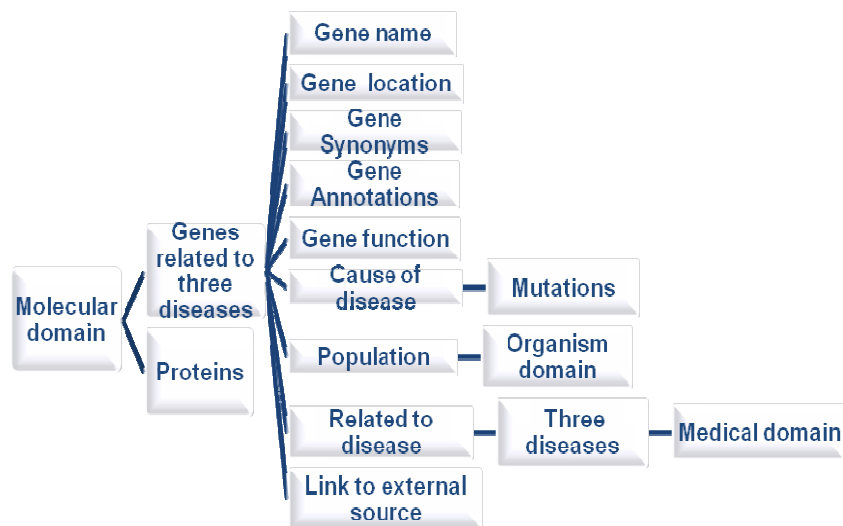 Gene name
Gene location
Gene
Synonyms
Gene
Annotations
Genes
related to
three
diseases
Gene function
Cause of
disease
Mutations
Molecular
domain
Proteins
Population
Organism
domain
Related to
disease
Three
diseases
Medical domain
Link to external
source